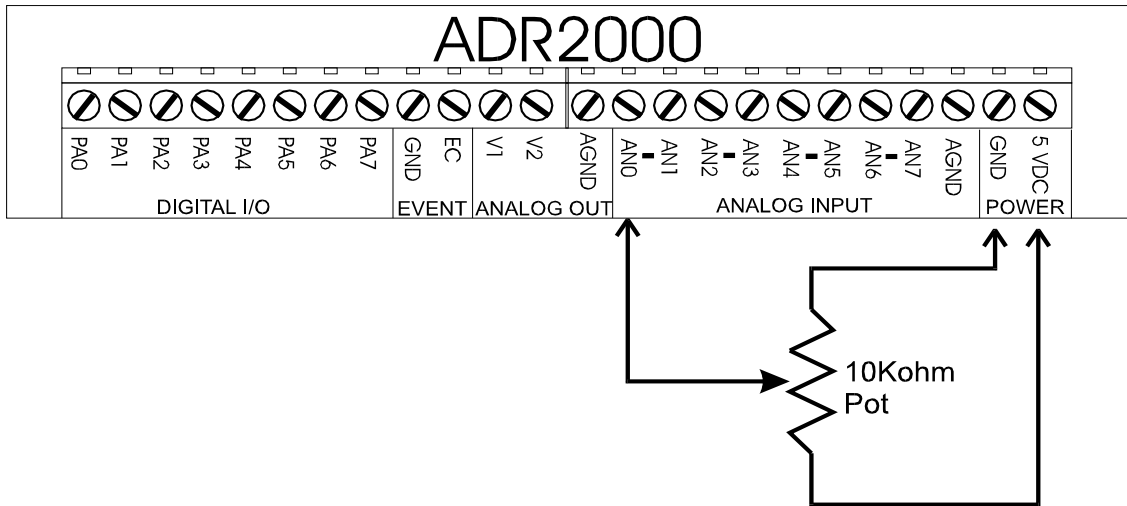 ADR2000
PA0 PA1 PA2 PA3 PA4 PA5 PA6 PA7 GND EC V1 V2 AGND AN0 - AN1 AN2 - AN3 AN4 - AN5 AN6 - AN7 AGND GND 5 VDC
DIGITAL I/O EVENT ANALOG OUT ANALOG INPUT POWER
10Kohm
Pot